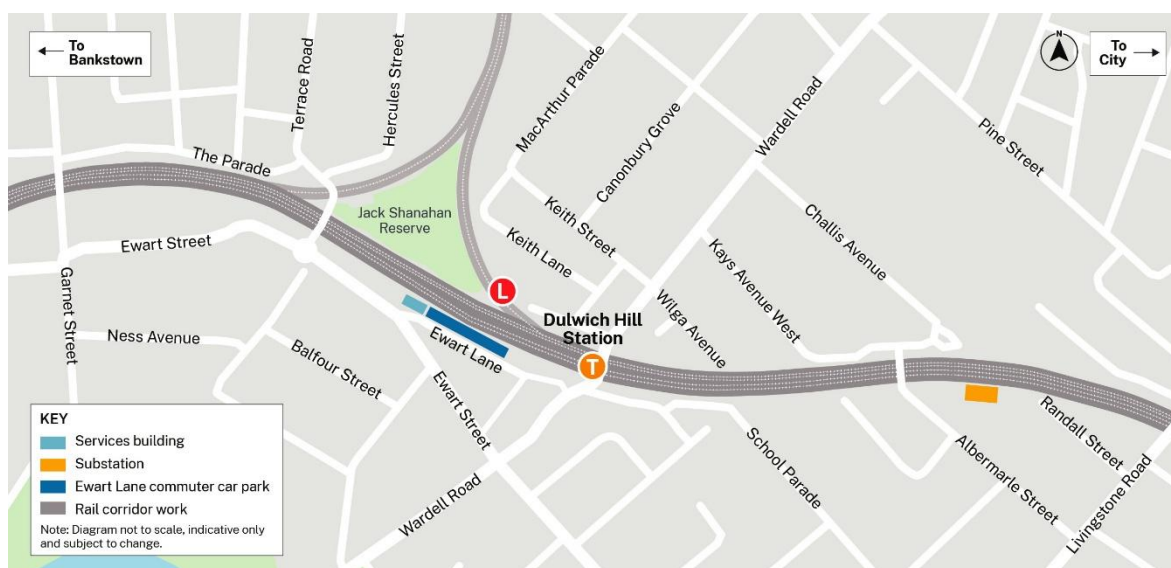 To
Bankstown
N
To
City
Terrace Road
Hercules Street
MacArthur Parade
Canonbury Grove
Wardell Road
Pine Street
The Parade
Jack Shanahan
Reserve
Keith Street
Keith Lane
Challis Avenue
Kays Avenue West
Wilga Avenue
Ewart Street
Garnet Street
Ness Avenue
Balfour Street
L
Dulwich Hill
Station
T
Ewart Lane
Ewart Street
Wardell Road
School Parade
Albermarle Street
Randall Street
Livingstone Road
KEY
Services building
Substation
Ewart Lane commuter car park
Rail corridor work
Note: Diagram not to scale, indicative only
and subject to change.